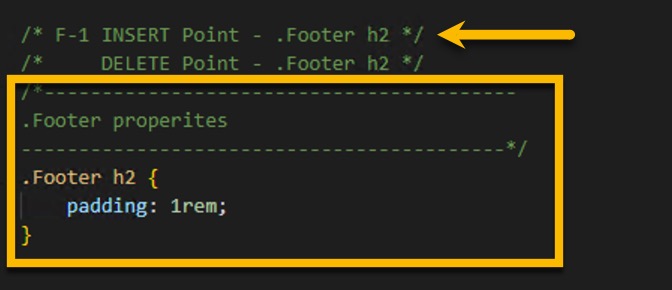 /* F-1 INSERT Point - .Footer h2 */
/*     DELETE Point - .Footer h2 */
/*-----------------------------------------
.Footer properites
------------------------------------------*/
.Footer h2 {
    padding: 1rem;
}